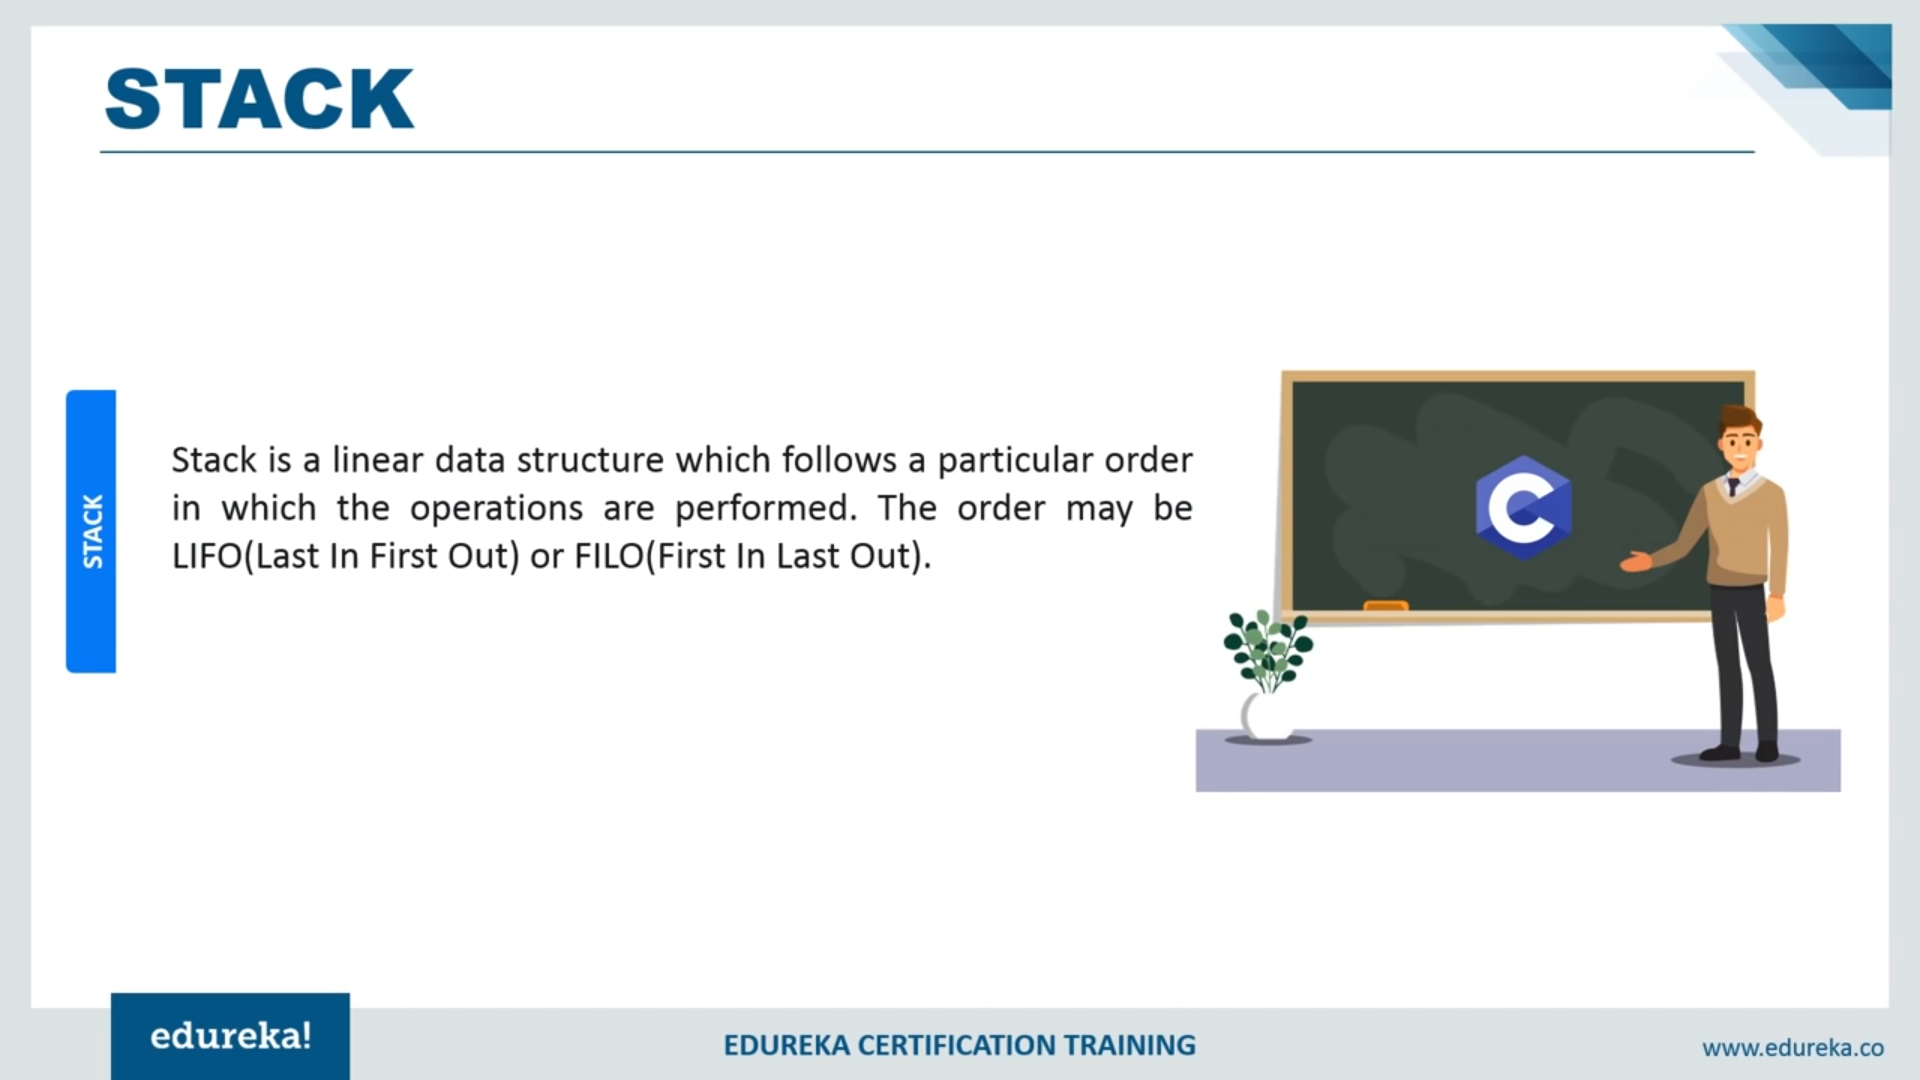 STACK
STACK
Stack is a linear data structure which follows a particular order
in which the operations are performed. The order may be
LIFO(Last In First Out) or FILO(First In Last Out).
C
edureka!
EDUREKA CERTIFICATION TRAINING
www.edureka.co